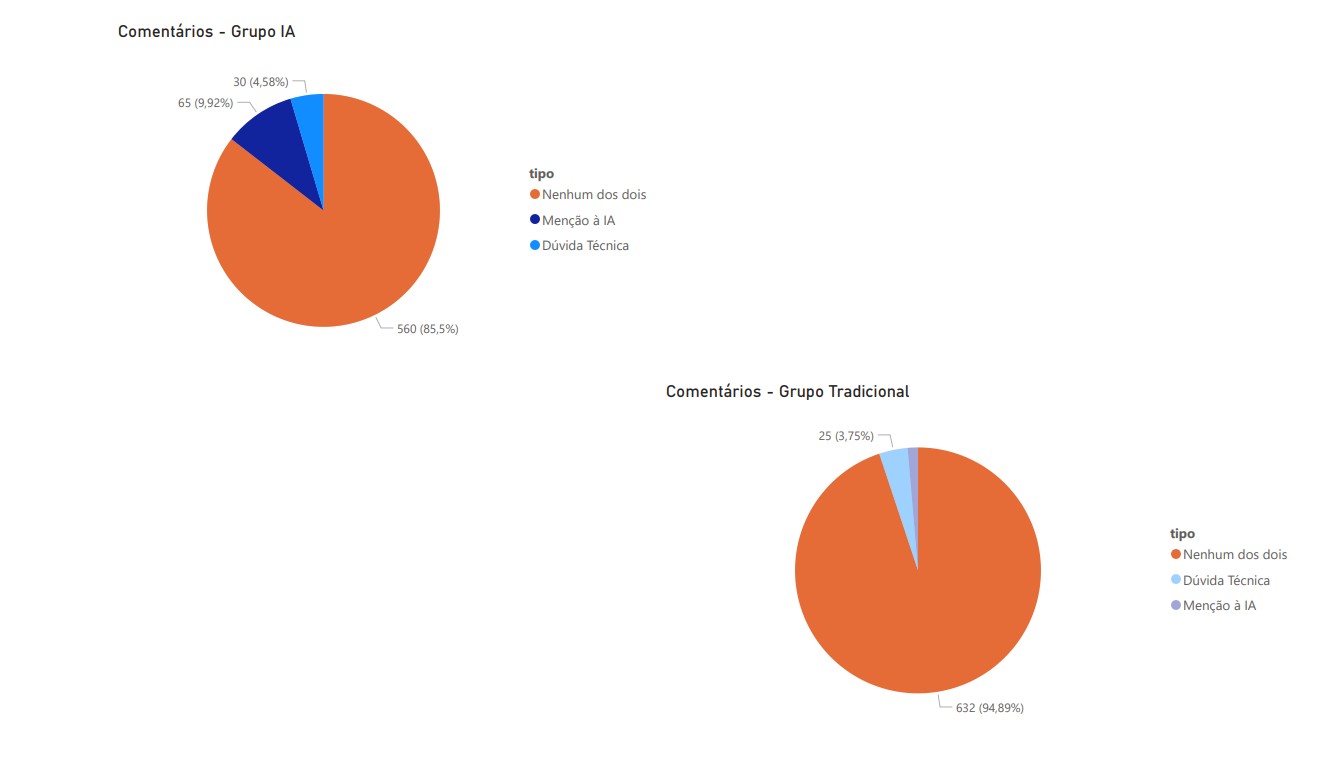 Comentários - Grupo IA
30 (4,58%)
65 (9,92%)
tipo
Nenhum dos dois
Menção à IA
Dúvida Técnica
560 (85,5%)
Comentários - Grupo Tradicional
25 (3,75%)
tipo
Nenhum dos dois
Dúvida Técnica
Menção à IA
632 (94,89%)